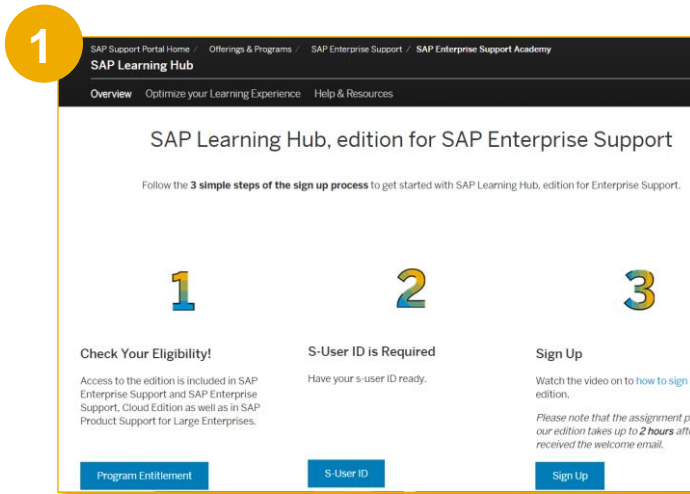 1
SAP Support Portal Home / Offerings & Programs / SAP Enterprise Support / SAP Enterprise Support Academy
SAP Learning Hub
Overview Optimize your Learning Experience Help & Resources
SAP Learning Hub, edition for SAP Enterprise Support
Follow the 3 simple steps of the sign up process to get started with SAP Learning Hub, edition for Enterprise Support.
1
Check Your Eligibility!
Access to the edition is included in SAP
Enterprise Support and SAP Enterprise
Support, Cloud Edition as well as in SAP
Product Support for Large Enterprises.
Program Entitlement
2
S-User ID is Required
Have your s-user ID ready.
S-User ID
3
Sign Up
Watch the video on to how to sign
edition.
Please note that the assignment p
our edition takes up to 2 hours aft
received the welcome email.
Sign Up